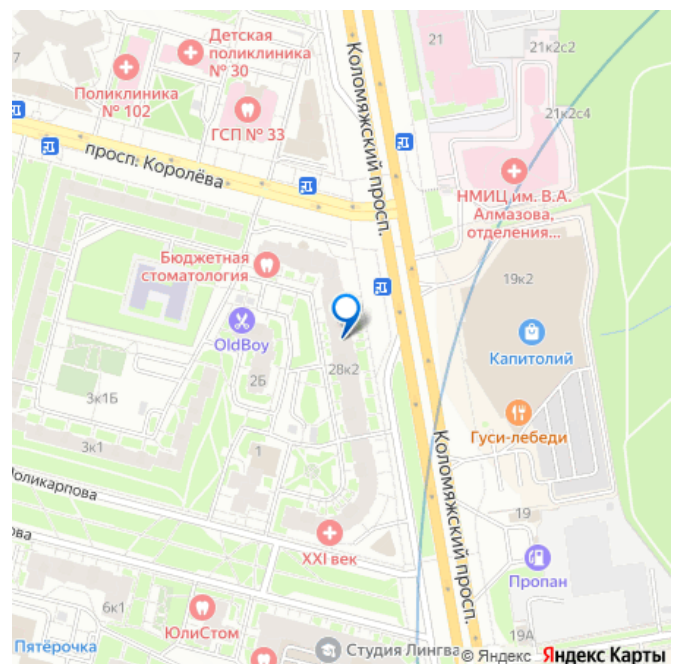 7
Детская
поликлиника
№ 30
Поликлиника
№ 102
ГСП № 33
21
21к2с2
21к2с4
Коломяжский просп.
просп. Королёва
НМИЦ им. В.А.
Алмазова,
отделения...
Бюджетная
стоматология
19к2
OldBoy
Капитолий
28к2
2Б
3к1Б
Гуси-лебеди
3к1
1
Коломяжский просп.
Поликарпова
ова
19
XXI век
Пропан
6к1
ЮлиСтом
19А
Пятёрочка
Студия Лингва
© Яндекс Яндекс Карты